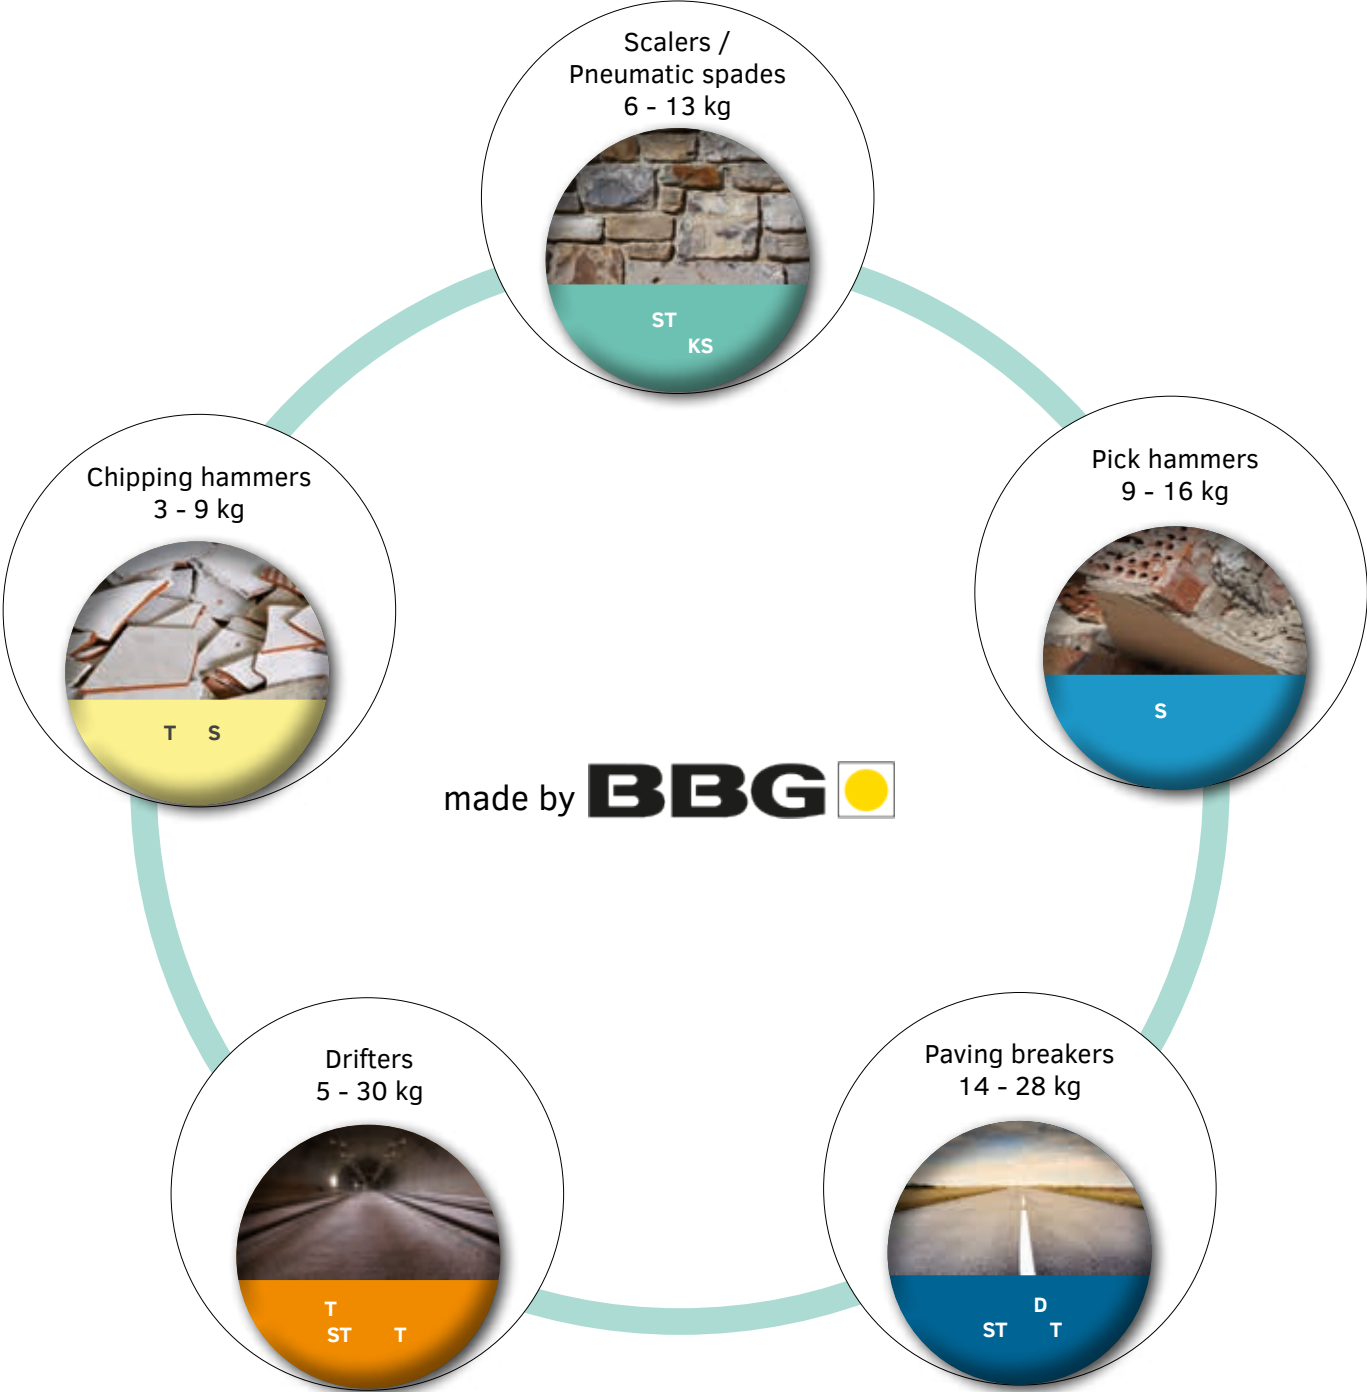 Scalers /
Pneumatic spades
6 - 13 kg
ST
KS
Chipping hammers
3 - 9 kg
T S
Pick hammers
9 - 16 kg
S
made by BBG
Drifters
5 - 30 kg
T
ST T
Paving breakers
14 - 28 kg
D
ST T